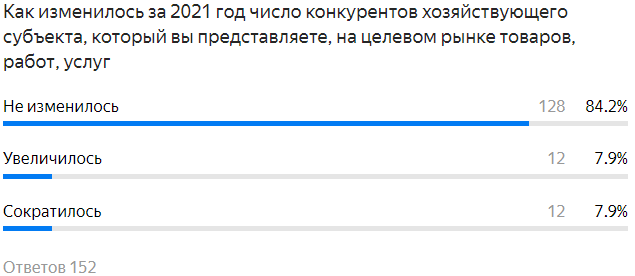 Как изменилось за 2021 год число конкурентов хозяйствующего
субъекта, который вы представляете, на целевом рынке товаров,
работ, услуг
Не изменилось 128 84.2%
Увеличилось 12 7.9%
Сократилось 12 7.9%
Ответов 152